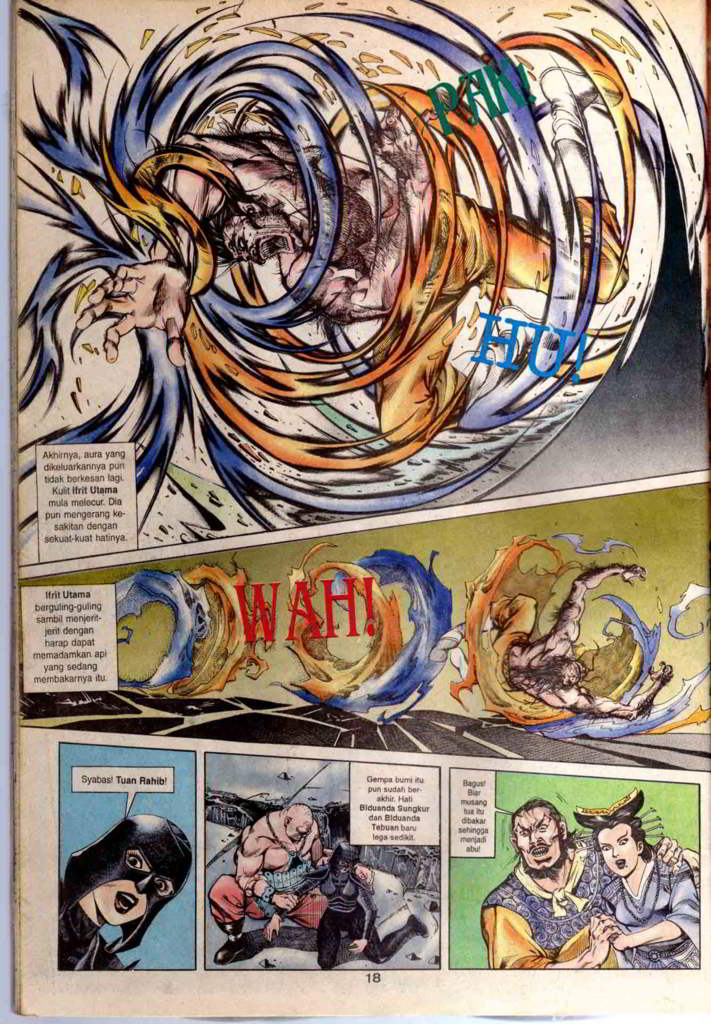 PAK!
HU!
Akhirnya, aura yang
dikeluarkannya pun
tidak berkesan lagi.
Kulit Ifrit Utama
mula melecur. Dia
pun mengerang ke-
sakitan dengan
sekuat-kuat hatinya.
WAH!
Ifrit Utama
berguling-guling
sambil menjerit-
jerit dengan
harap dapat
memadamkan api
yang sedang
membakarnya itu.
Syabas! Tuan Rahib!
Gempa bumi itu
pun sudah ber-
akhir. Hati
Biduanda Sungkur
dan Biduanda
Tebuan baru
lega sedikit.
Bagus!
Biar
musang
tua itu
dibakar
sehingga
menjadi
abu!
18